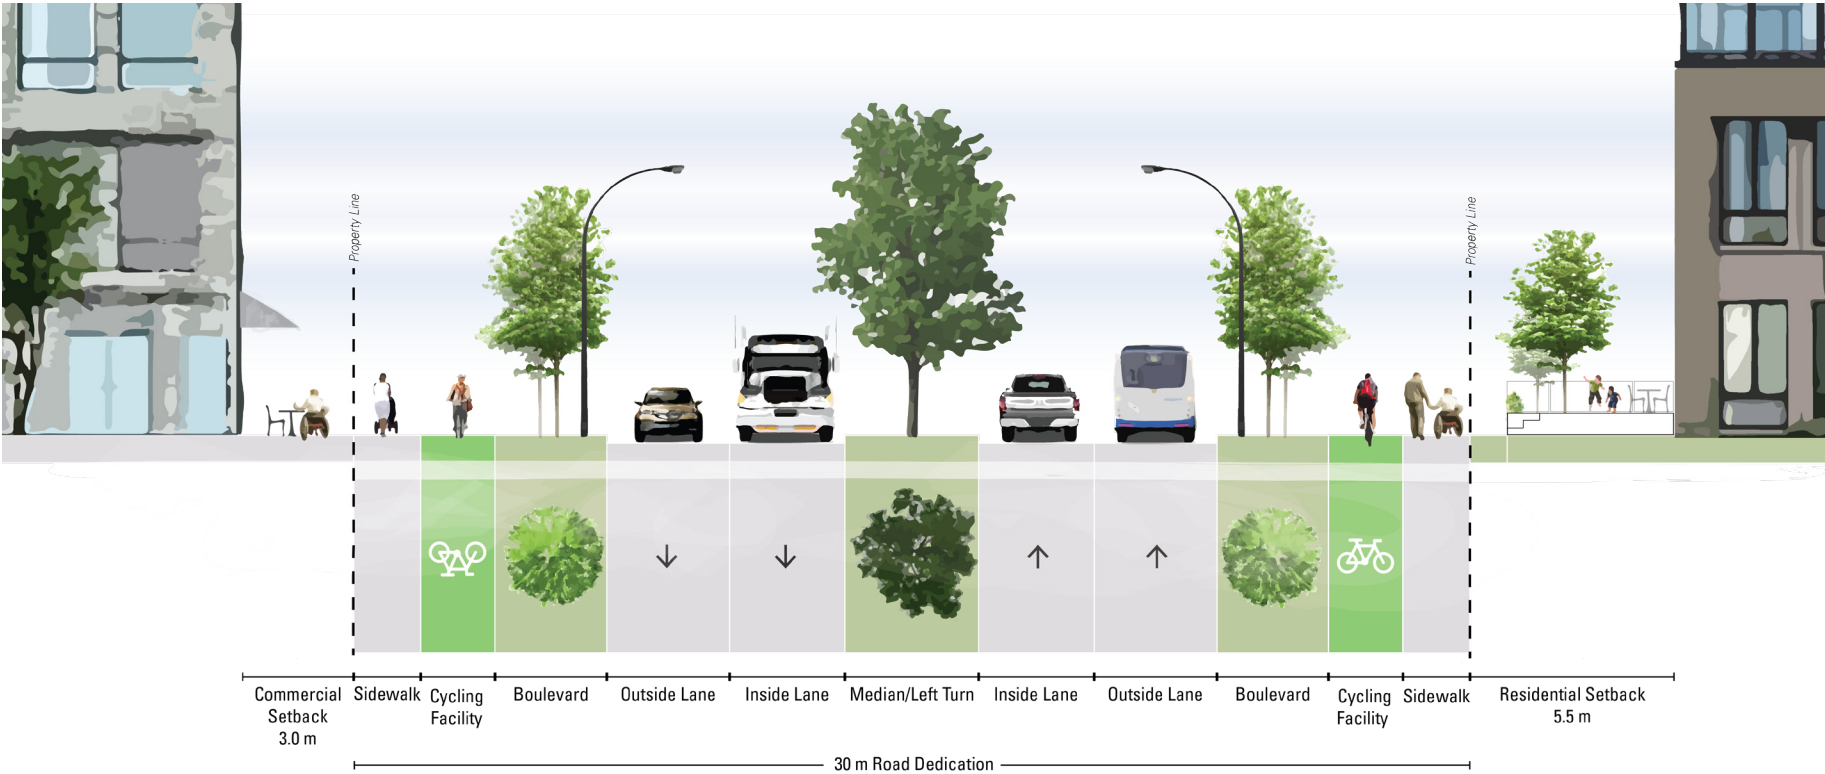 Property Line
Property Line
Commercial
Setback
3.0 m
Sidewalk
Cycling
Facility
Boulevard
Outside Lane
Inside Lane
Median/Left Turn
Inside Lane
Outside Lane
Boulevard
Cycling
Facility
Sidewalk
Residential Setback
5.5 m
30 m Road Dedication